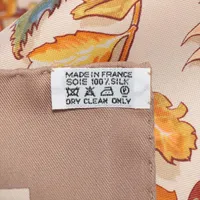 MADE IN FRANCE
SOIE 100% SILK
DRY CLEAN ONLY